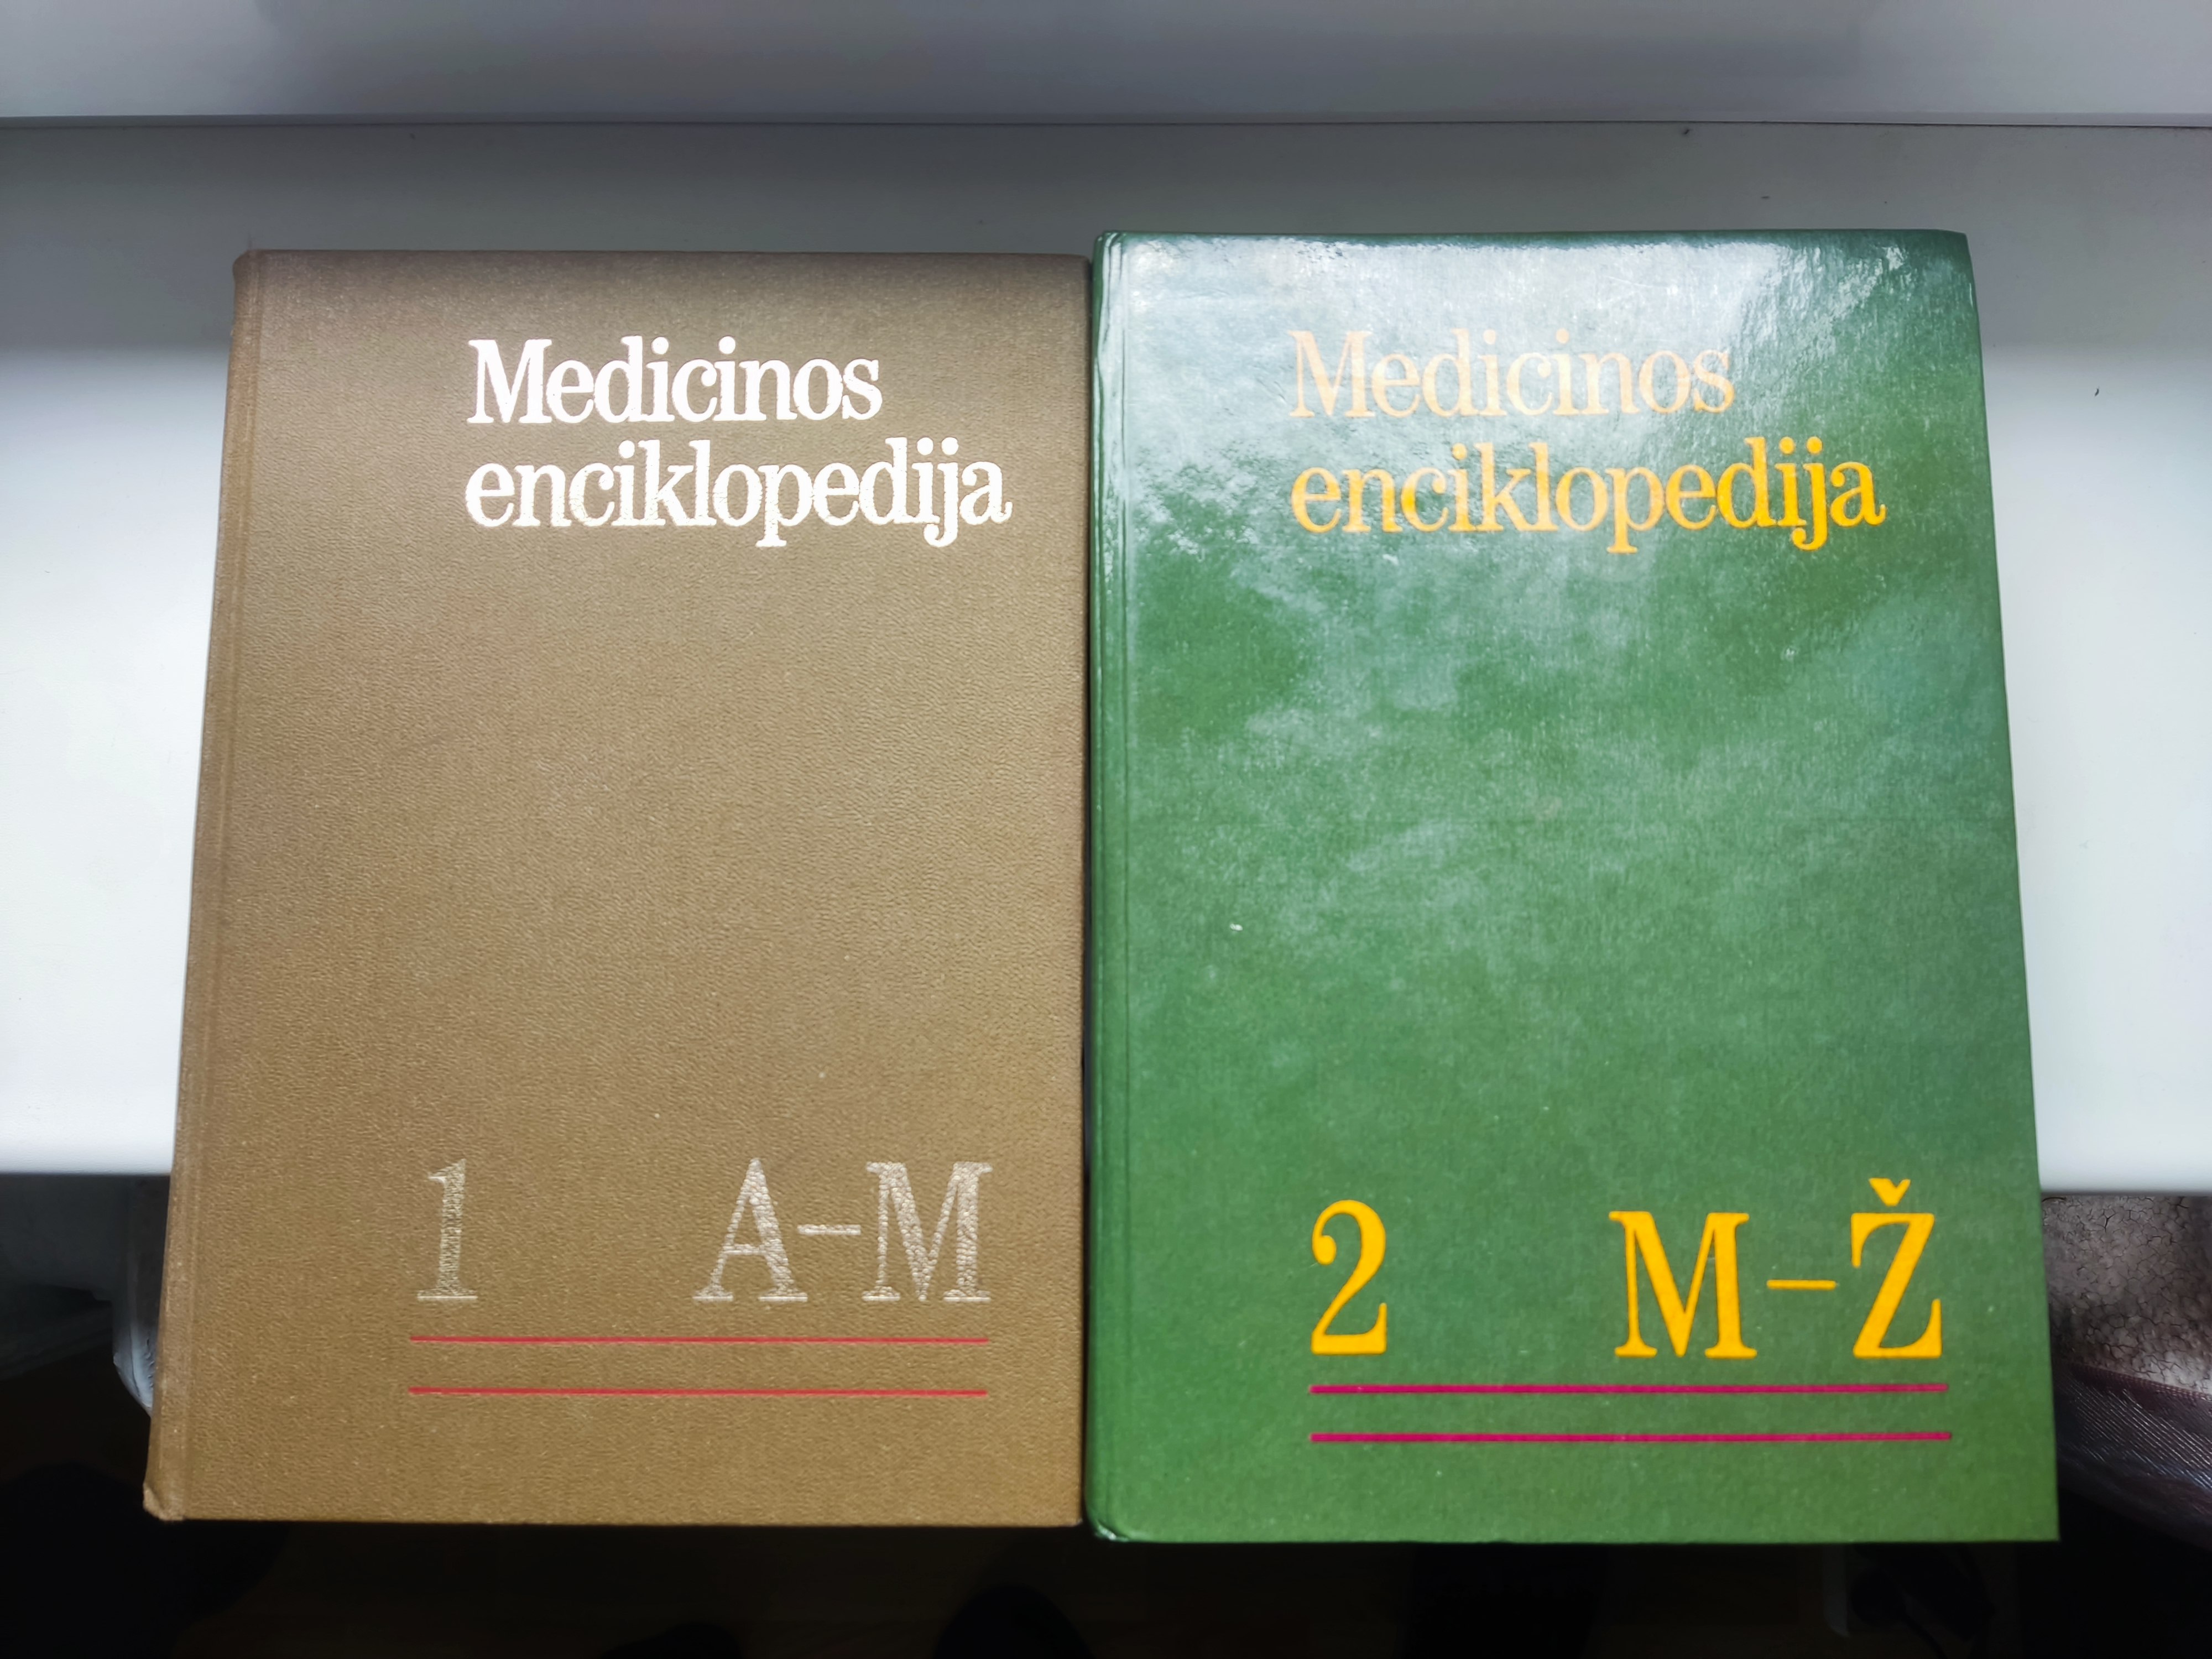 Medicinos
enciklopedija
1 A–M
Medicinos
enciklopedija
2 M–Ž